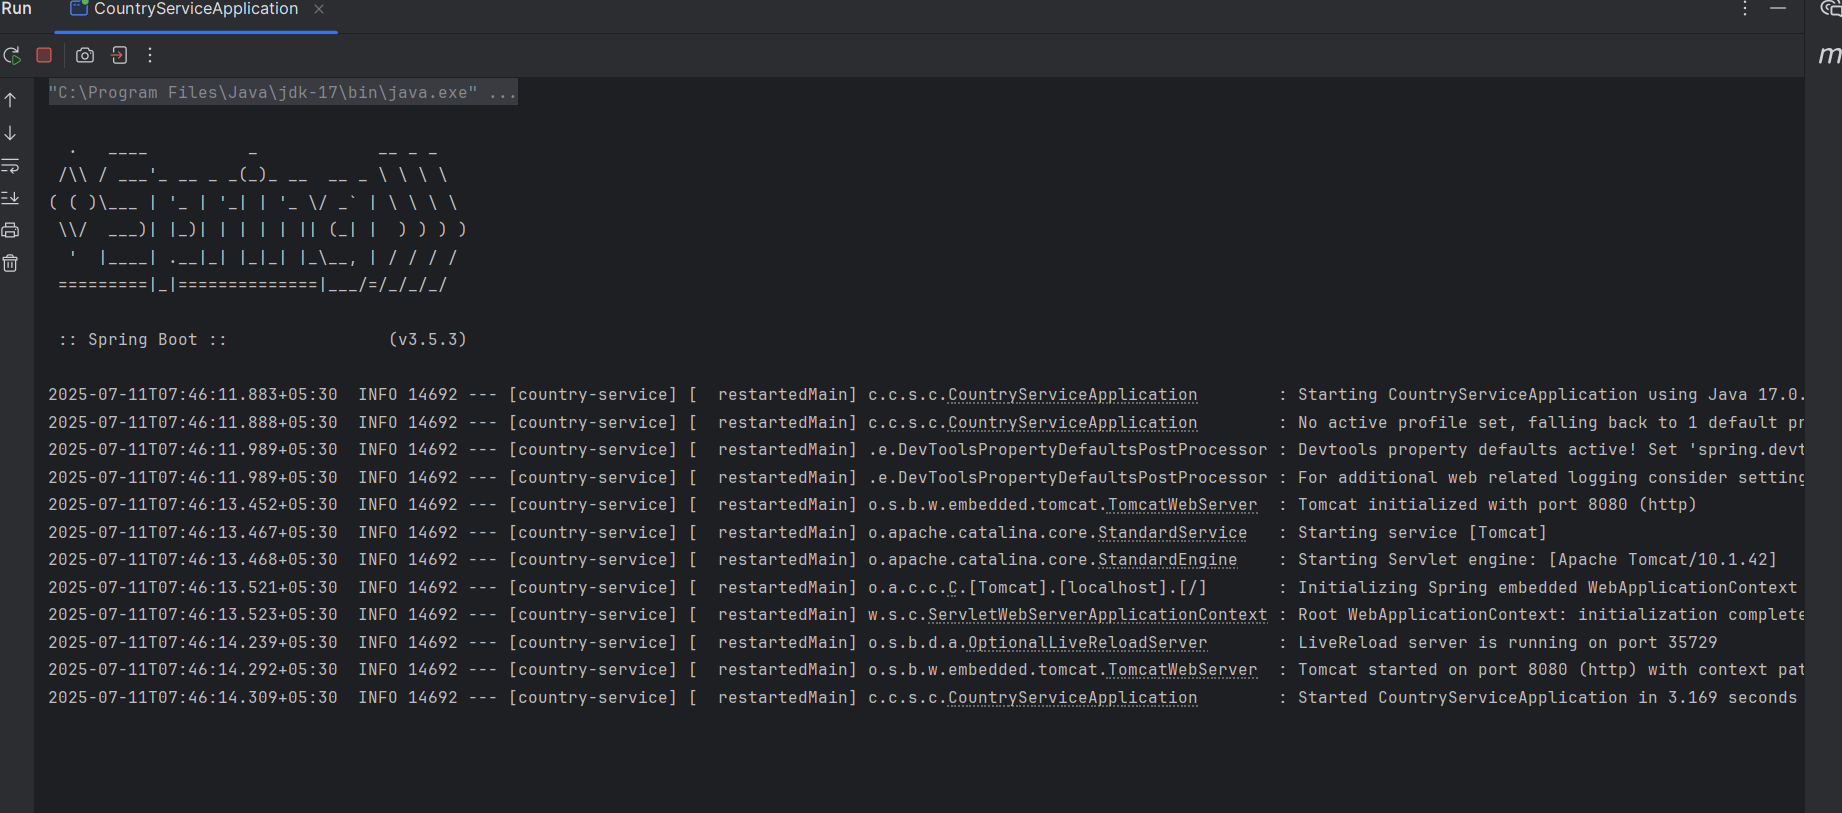 Run CountryServiceApplication
"C:\Program Files\Java\jdk-17\bin\java.exe" ...
  .   ____          _            __ _ _
 /\\ / ___'_ __ _ _(_)_ __  __ _ \ \ \ \
( ( )\___ | '_ | '_| | '_ \/ _` | \ \ \ \
 \\/  ___)| |_)| | | | | || (_| |  ) ) ) )
  '  |____| .__|_| |_|_| |_\__, | / / / /
 =========|_|==============|___/=/_/_/_/
 :: Spring Boot ::                (v3.5.3)
2025-07-11T07:46:11.883+05:30  INFO 14692 --- [country-service] [  restartedMain] c.c.s.c.CountryServiceApplication        : Starting CountryServiceApplication using Java 17.0.
2025-07-11T07:46:11.888+05:30  INFO 14692 --- [country-service] [  restartedMain] c.c.s.c.CountryServiceApplication        : No active profile set, falling back to 1 default pr
2025-07-11T07:46:11.989+05:30  INFO 14692 --- [country-service] [  restartedMain] .e.DevToolsPropertyDefaultsPostProcessor : Devtools property defaults active! Set 'spring.devt
2025-07-11T07:46:11.989+05:30  INFO 14692 --- [country-service] [  restartedMain] .e.DevToolsPropertyDefaultsPostProcessor : For additional web related logging consider setting
2025-07-11T07:46:13.452+05:30  INFO 14692 --- [country-service] [  restartedMain] o.s.b.w.embedded.tomcat.TomcatWebServer  : Tomcat initialized with port 8080 (http)
2025-07-11T07:46:13.467+05:30  INFO 14692 --- [country-service] [  restartedMain] o.apache.catalina.core.StandardService   : Starting service [Tomcat]
2025-07-11T07:46:13.468+05:30  INFO 14692 --- [country-service] [  restartedMain] o.apache.catalina.core.StandardEngine    : Starting Servlet engine: [Apache Tomcat/10.1.42]
2025-07-11T07:46:13.521+05:30  INFO 14692 --- [country-service] [  restartedMain] o.a.c.c.C.[Tomcat].[localhost].[/]       : Initializing Spring embedded WebApplicationContext
2025-07-11T07:46:13.523+05:30  INFO 14692 --- [country-service] [  restartedMain] w.s.c.ServletWebServerApplicationContext : Root WebApplicationContext: initialization complete
2025-07-11T07:46:14.239+05:30  INFO 14692 --- [country-service] [  restartedMain] o.s.b.d.a.OptionalLiveReloadServer       : LiveReload server is running on port 35729
2025-07-11T07:46:14.292+05:30  INFO 14692 --- [country-service] [  restartedMain] o.s.b.w.embedded.tomcat.TomcatWebServer  : Tomcat started on port 8080 (http) with context pat
2025-07-11T07:46:14.309+05:30  INFO 14692 --- [country-service] [  restartedMain] c.c.s.c.CountryServiceApplication        : Started CountryServiceApplication in 3.169 seconds